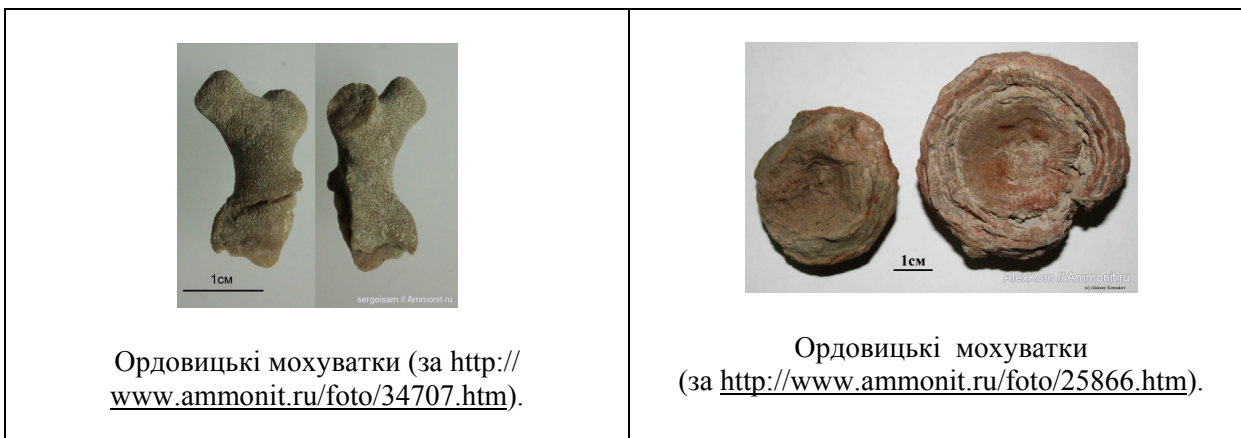 1см
sergeisam // Ammonit.ru
Ордовицькі мохуватки (за http://
www.ammonit.ru/foto/34707.htm).
1см
AlexKorn // Ammonit.ru
Ордовицькі мохуватки
(за http://www.ammonit.ru/foto/25866.htm).